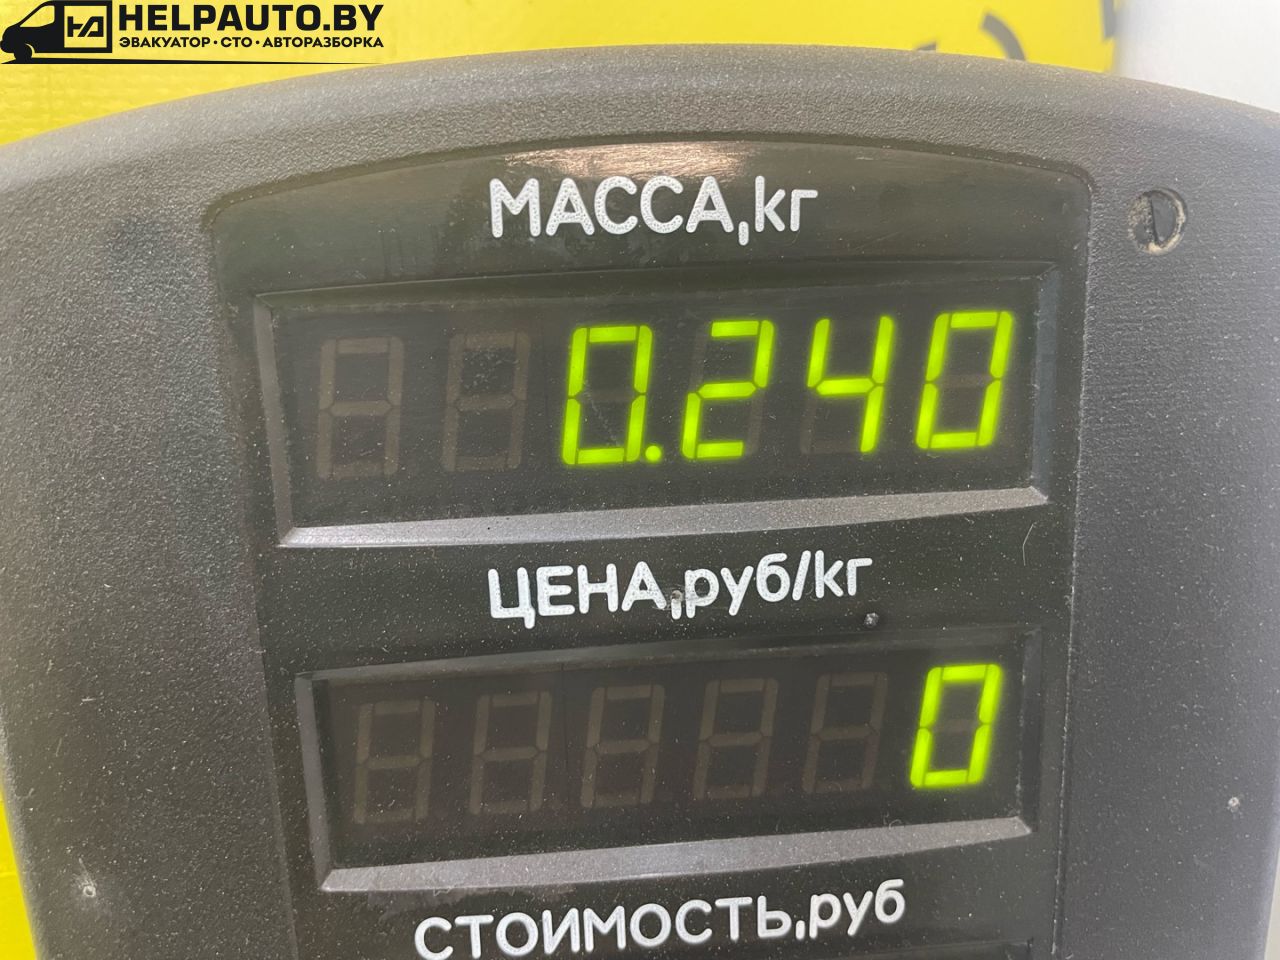 HELPAUTO.BY
ЭВАКУАТОР · СТО · АВТОРАЗБОРКА
МАССА,кг
0.240
ЦЕНА,руб/кг
0
СТОИМОСТЬ,руб